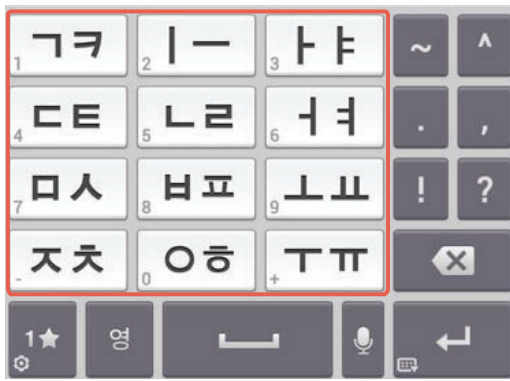 1 ㄱㅋ 2 ㅣㅡ 3 ㅏㅑ ~ ^
4 ㄷㅌ 5 ㄴㄹ 6 ㅓㅕ . ,
7 ㅁㅅ 8 ㅂㅍ 9 ㅗㅛ ! ?
- ㅈㅊ 0 ㅇㅎ + ㅜㅠ
1★ 영